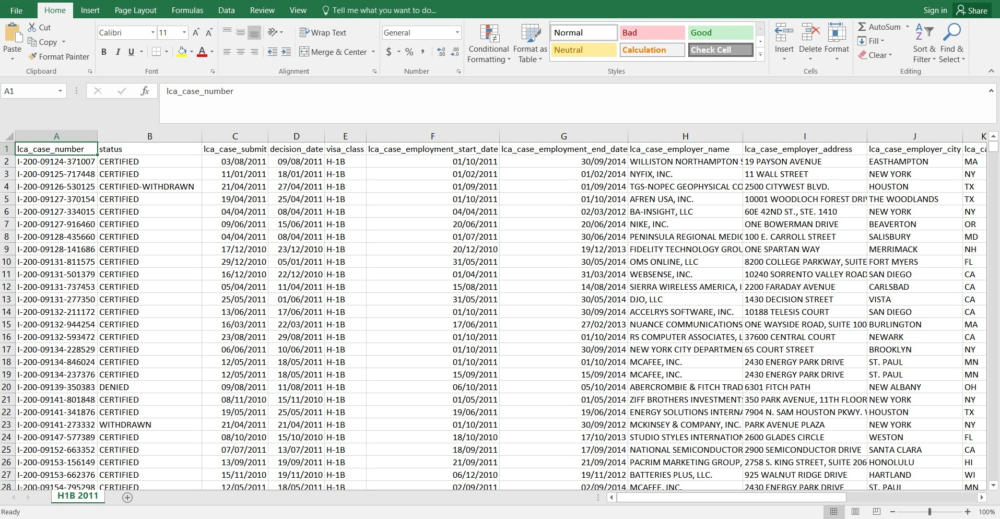 File Home Insert Page Layout Formulas Data Review View Tell me what you want to do... Sign in Share
Paste Cut Copy Format Painter Clipboard
Calibri 11 B I U A Font
Wrap Text Merge & Center Alignment
General $ % , Number
Conditional Formatting Format as Table Normal Bad Good Neutral Calculation Check Cell Styles
Insert Delete Format Cells
AutoSum Fill Clear Sort & Filter Find & Select Editing
A1 fx lca_case_number
A B C D E F G H I J K
1 lca_case_number status lca_case_submit decision_date visa_class lca_case_employment_start_date lca_case_employment_end_date lca_case_employer_name lca_case_employer_address lca_case_employer_city lca_ca
2 I-200-09124-371007 CERTIFIED 03/08/2011 09/08/2011 H-1B 01/10/2011 30/09/2014 WILLISTON NORTHAMPTON S 19 PAYSON AVENUE EASTHAMPTON MA
3 I-200-09125-717448 CERTIFIED 11/01/2011 18/01/2011 H-1B 01/02/2011 01/02/2014 NYFIX, INC. 11 WALL STREET NEW YORK NY
4 I-200-09126-530125 CERTIFIED-WITHDRAWN 21/04/2011 27/04/2011 H-1B 01/09/2011 01/09/2014 TGS-NOPEC GEOPHYSICAL CO 2500 CITYWEST BLVD. HOUSTON TX
5 I-200-09127-370154 CERTIFIED 19/04/2011 25/04/2011 H-1B 01/10/2011 01/10/2014 AFREN USA, INC. 10001 WOODLOCH FOREST DRIV THE WOODLANDS TX
6 I-200-09127-334015 CERTIFIED 04/04/2011 08/04/2011 H-1B 04/04/2011 02/03/2012 BA-INSIGHT, LLC 60E 42ND ST., STE. 1410 NEW YORK NY
7 I-200-09127-916460 CERTIFIED 09/06/2011 15/06/2011 H-1B 20/06/2011 20/06/2014 NIKE, INC. ONE BOWERMAN DRIVE BEAVERTON OR
8 I-200-09128-435660 CERTIFIED 04/04/2011 08/04/2011 H-1B 01/07/2011 30/06/2014 PENINSULA REGIONAL MEDIC 100 E. CARROLL STREET SALISBURY MD
9 I-200-09128-141686 CERTIFIED 17/12/2010 23/12/2010 H-1B 20/12/2010 19/12/2013 FIDELITY TECHNOLOGY GROU ONE SPARTAN WAY MERRIMACK NH
10 I-200-09131-811575 CERTIFIED 29/12/2010 05/01/2011 H-1B 31/05/2011 30/05/2014 OMS ONLINE, LLC 8200 COLLEGE PARKWAY, SUITE FORT MYERS FL
11 I-200-09131-501379 CERTIFIED 16/12/2010 22/12/2010 H-1B 01/04/2011 31/03/2014 WEBSENSE, INC. 10240 SORRENTO VALLEY ROAD SAN DIEGO CA
12 I-200-09131-737453 CERTIFIED 05/04/2011 11/04/2011 H-1B 15/08/2011 14/08/2014 SIERRA WIRELESS AMERICA, I 2200 FARADAY AVENUE CARLSBAD CA
13 I-200-09131-277350 CERTIFIED 25/05/2011 01/06/2011 H-1B 31/05/2011 30/05/2014 DJO, LLC 1430 DECISION STREET VISTA CA
14 I-200-09132-211172 CERTIFIED 13/06/2011 17/06/2011 H-1B 01/10/2011 30/09/2014 ACCELRYS SOFTWARE, INC. 10188 TELESIS COURT SAN DIEGO CA
15 I-200-09132-944254 CERTIFIED 16/03/2011 22/03/2011 H-1B 17/06/2011 27/02/2013 NUANCE COMMUNICATIONS ONE WAYSIDE ROAD, SUITE 100 BURLINGTON MA
16 I-200-09132-593472 CERTIFIED 23/08/2011 29/08/2011 H-1B 01/10/2011 01/10/2014 RS COMPUTER ASSOCIATES, L 37600 CENTRAL COURT NEWARK CA
17 I-200-09134-228529 CERTIFIED 06/06/2011 10/06/2011 H-1B 01/10/2011 30/09/2014 NEW YORK CITY DEPARTMEN 65 COURT STREET BROOKLYN NY
18 I-200-09134-846024 CERTIFIED 12/05/2011 18/05/2011 H-1B 01/10/2011 01/10/2014 MCAFEE, INC. 2430 ENERGY PARK DRIVE ST. PAUL MN
19 I-200-09134-237376 CERTIFIED 12/05/2011 18/05/2011 H-1B 15/09/2011 15/09/2014 MCAFEE, INC. 2430 ENERGY PARK DRIVE ST. PAUL MN
20 I-200-09139-350383 DENIED 09/08/2011 11/08/2011 H-1B 06/10/2011 05/10/2014 ABERCROMBIE & FITCH TRAD 6301 FITCH PATH NEW ALBANY OH
21 I-200-09141-801848 CERTIFIED 08/11/2010 15/11/2010 H-1B 01/05/2011 01/05/2014 ZIFF BROTHERS INVESTMENTS 350 PARK AVENUE, 11TH FLOOR NEW YORK NY
22 I-200-09141-341876 CERTIFIED 19/05/2011 25/05/2011 H-1B 19/06/2011 19/06/2014 ENERGY SOLUTIONS INTERNA 7904 N. SAM HOUSTON PKWY. HOUSTON TX
23 I-200-09141-273332 WITHDRAWN 21/04/2011 21/04/2011 H-1B 01/10/2011 30/09/2012 MCKINSEY & COMPANY, INC. PARK AVENUE PLAZA NEW YORK NY
24 I-200-09147-577389 CERTIFIED 08/10/2010 15/10/2010 H-1B 18/10/2010 17/10/2013 STUDIO STYLES INTERNATION 2600 GLADES CIRCLE WESTON FL
25 I-200-09152-663352 CERTIFIED 07/07/2011 13/07/2011 H-1B 18/09/2011 17/09/2014 NATIONAL SEMICONDUCTOR 2900 SEMICONDUCTOR DRIVE SANTA CLARA CA
26 I-200-09153-156149 CERTIFIED 13/09/2011 19/09/2011 H-1B 21/09/2011 21/09/2014 PACRIM MARKETING GROUP, 2758 S. KING STREET, SUITE 206 HONOLULU HI
27 I-200-09153-662376 CERTIFIED 15/11/2010 19/11/2010 H-1B 06/12/2010 19/11/2012 BATTERIES PLUS, LLC. 925 WALNUT RIDGE DRIVE HARTLAND WI
28 I-200-09154-795298 CERTIFIED 12/05/2011 18/05/2011 H-1B 02/09/2011 02/09/2014 MCAFEE, INC. 2430 ENERGY PARK DRIVE ST. PAUL MN
H1B 2011
Ready 100%